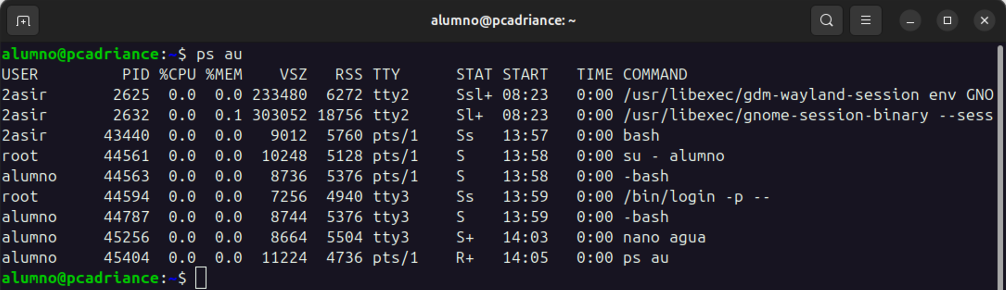 alumno@pcadriance: ~
alumno@pcadriance:~$ ps au
USER         PID %CPU %MEM    VSZ   RSS TTY      STAT START   TIME COMMAND
2asir       2625  0.0  0.0 233480  6272 tty2     Ssl+ 08:23   0:00 /usr/libexec/gdm-wayland-session env GNO
2asir       2632  0.0  0.1 303052 18756 tty2     Sl+  08:23   0:00 /usr/libexec/gnome-session-binary --sess
2asir      43440  0.0  0.0   9012  5760 pts/1    Ss   13:57   0:00 bash
root       44561  0.0  0.0  10248  5128 pts/1    S    13:58   0:00 su - alumno
alumno     44563  0.0  0.0   8736  5376 pts/1    S    13:58   0:00 -bash
root       44594  0.0  0.0   7256  4940 tty3     Ss   13:59   0:00 /bin/login -p --
alumno     44787  0.0  0.0   8744  5376 tty3     S    13:59   0:00 -bash
alumno     45256  0.0  0.0   8664  5504 tty3     S+   14:03   0:00 nano agua
alumno     45404  0.0  0.0  11224  4736 pts/1    R+   14:05   0:00 ps au
alumno@pcadriance:~$